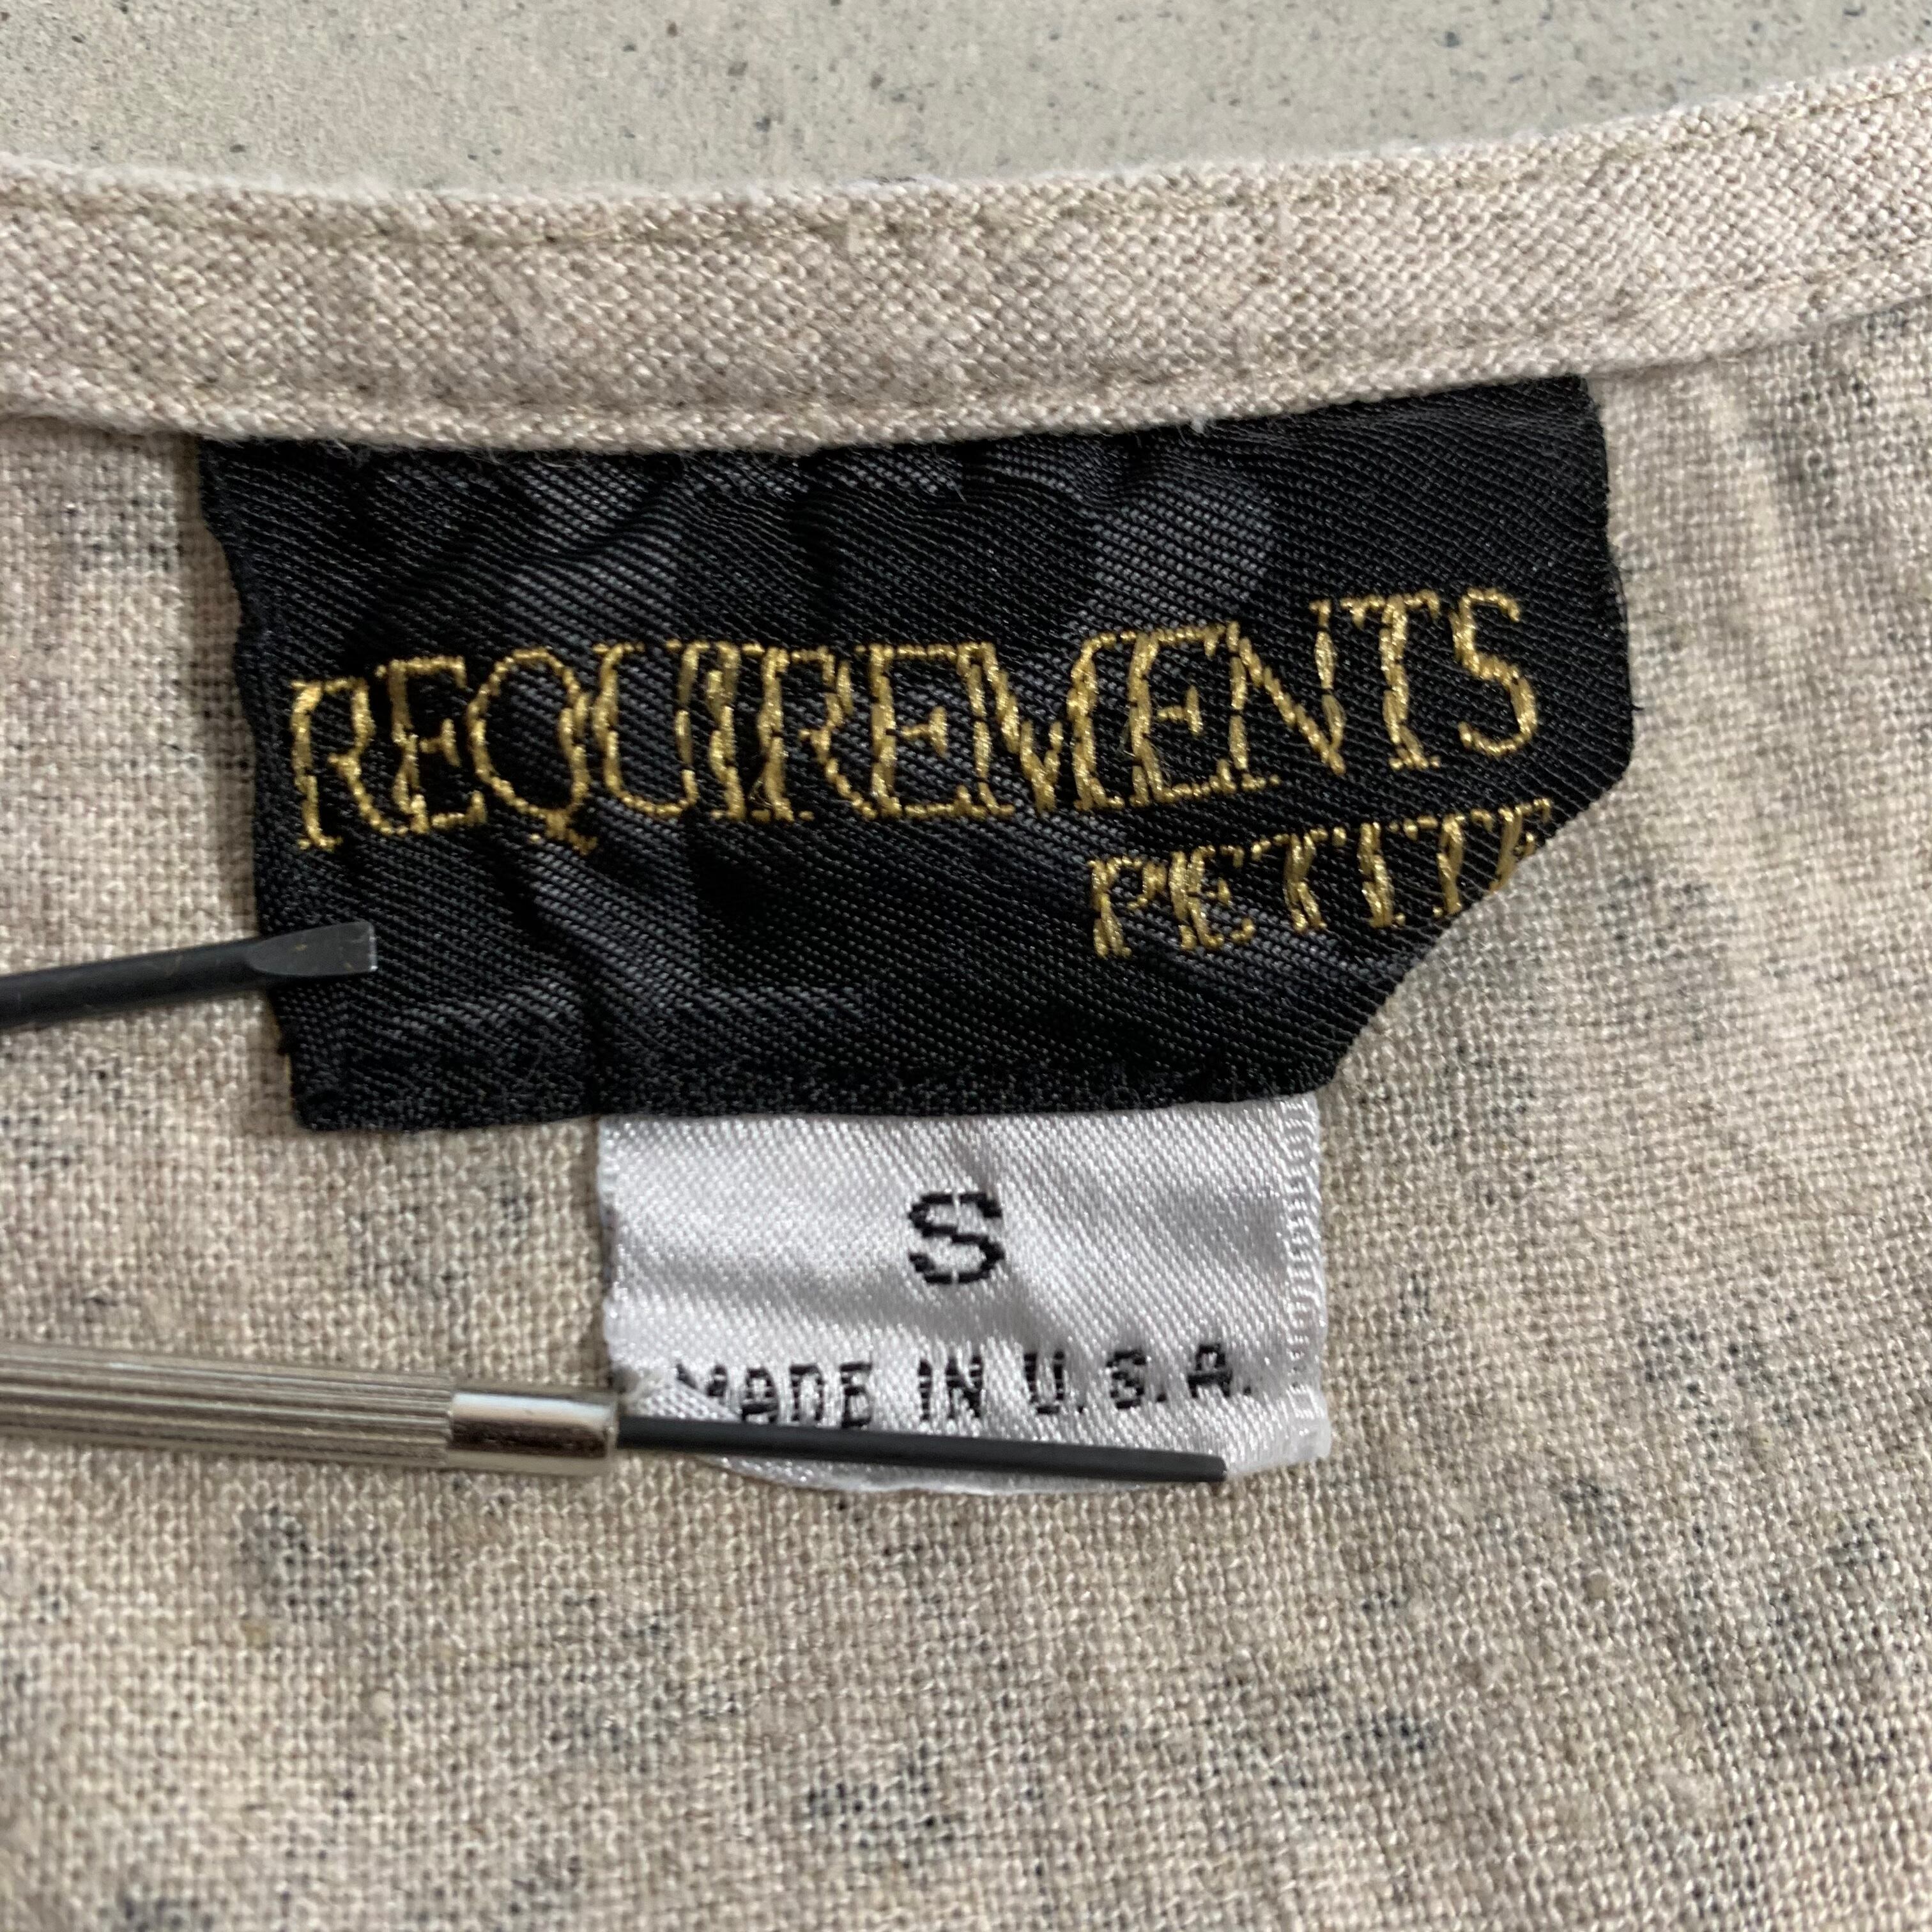 REQUIREMENTS
PETITE
S
MADE IN U.S.A.